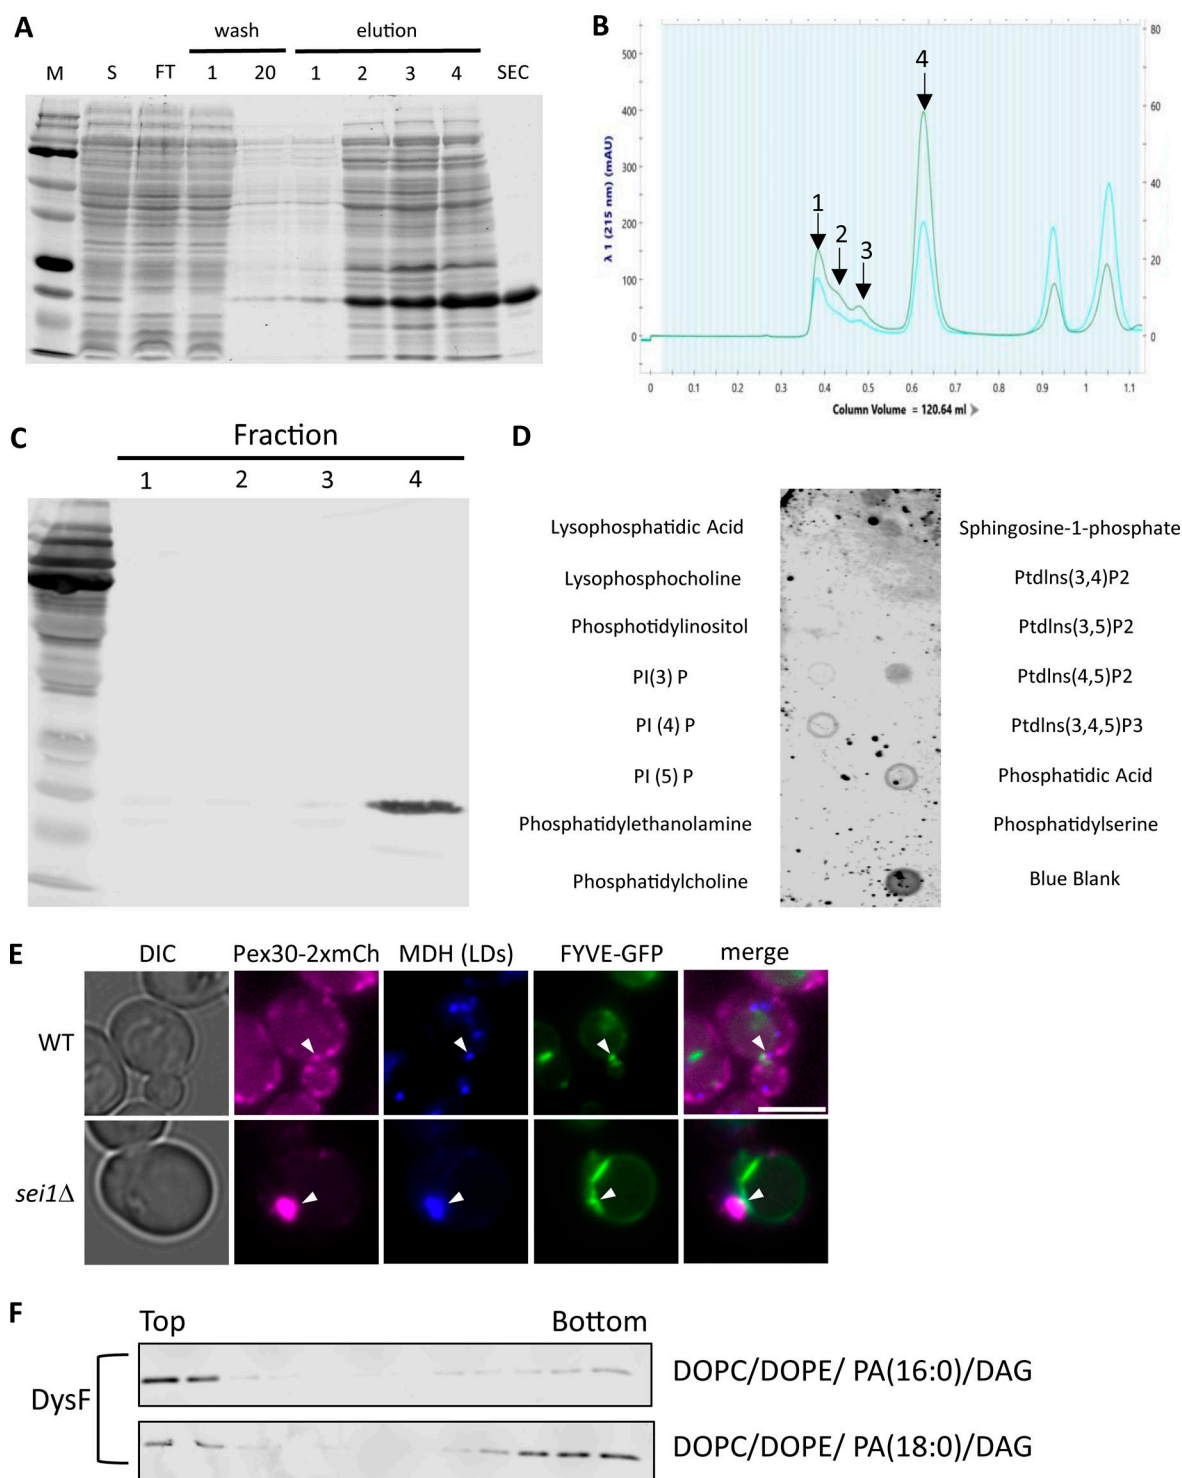 A
wash
elution
M S FT 1 20 1 2 3 4 SEC
B
500
400
300
200
100
0
λ 1 (215 nm) (mAU)
80
60
40
20
0
1
2
3
4
0 0.1 0.2 0.3 0.4 0.5 0.6 0.7 0.8 0.9 1 1.1
Column Volume = 120.64 ml
C
Fraction
1 2 3 4
D
Lysophosphatidic Acid
Lysophosphocholine
Phosphotidylinositol
PI(3) P
PI (4) P
PI (5) P
Phosphatidylethanolamine
Phosphatidylcholine
Sphingosine-1-phosphate
PtdIns(3,4)P2
PtdIns(3,5)P2
PtdIns(4,5)P2
PtdIns(3,4,5)P3
Phosphatidic Acid
Phosphatidylserine
Blue Blank
E
DIC Pex30-2xmCh MDH (LDs) FYVE-GFP merge
WT
sei1Δ
F
Top Bottom
DysF
DOPC/DOPE/ PA(16:0)/DAG
DOPC/DOPE/ PA(18:0)/DAG